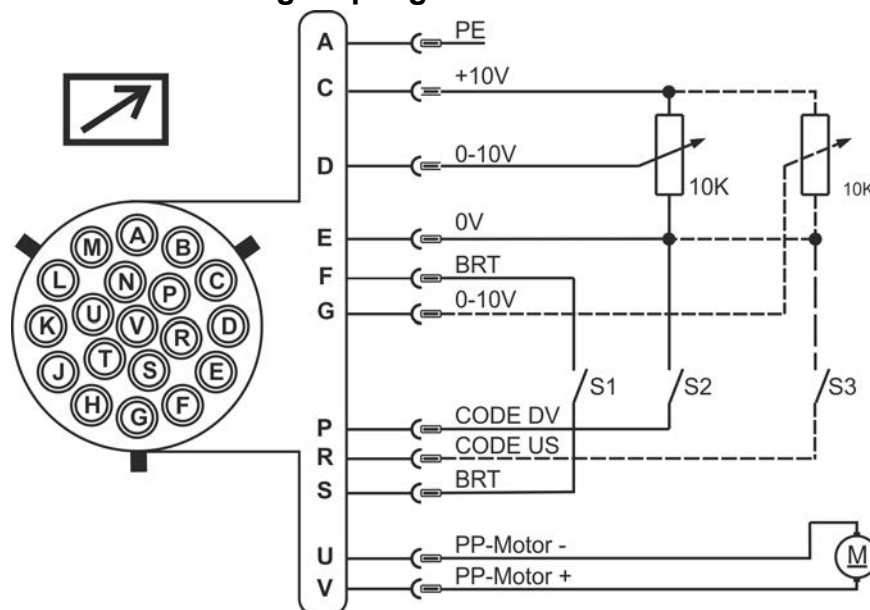 A PE
C +10V
D 0-10V
10K
10K
E 0V
F BRT
G 0-10V
S1
S2
S3
P CODE DV
R CODE US
S BRT
U PP-Motor -
V PP-Motor +
M
M A B
L N P C
K U V R D
J T S E
H G F